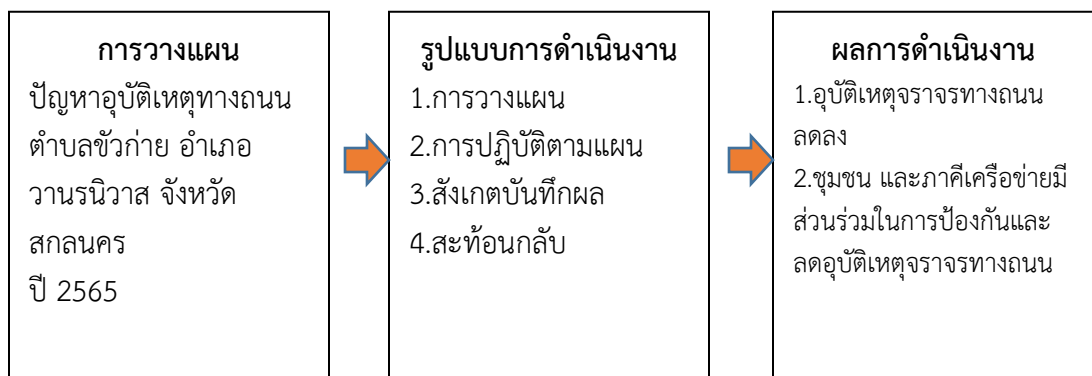 การวางแผน
ปัญหาอุบัติเหตุทางถนน
ตำบลขัวก่าย อำเภอ
วานรนิวาส จังหวัด
สกลนคร
ปี 2565
รูปแบบการดำเนินงาน
1.การวางแผน
2.การปฏิบัติตามแผน
3.สังเกตบันทึกผล
4.สะท้อนกลับ
ผลการดำเนินงาน
1.อุบัติเหตุจราจรทางถนน
ลดลง
2.ชุมชน และภาคีเครือข่ายมี
ส่วนร่วมในการป้องกันและ
ลดอุบัติเหตุจราจรทางถนน